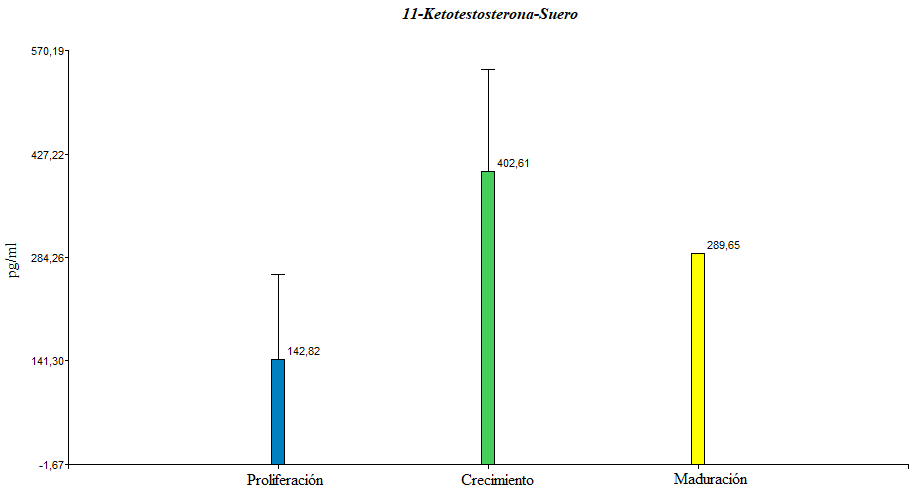 11-Ketotestosterona-Suero
570,19
427,22
402,61
289,65
284,26
pg/ml
142,82
141,30
-1,67
Proliferación Crecimiento Maduración